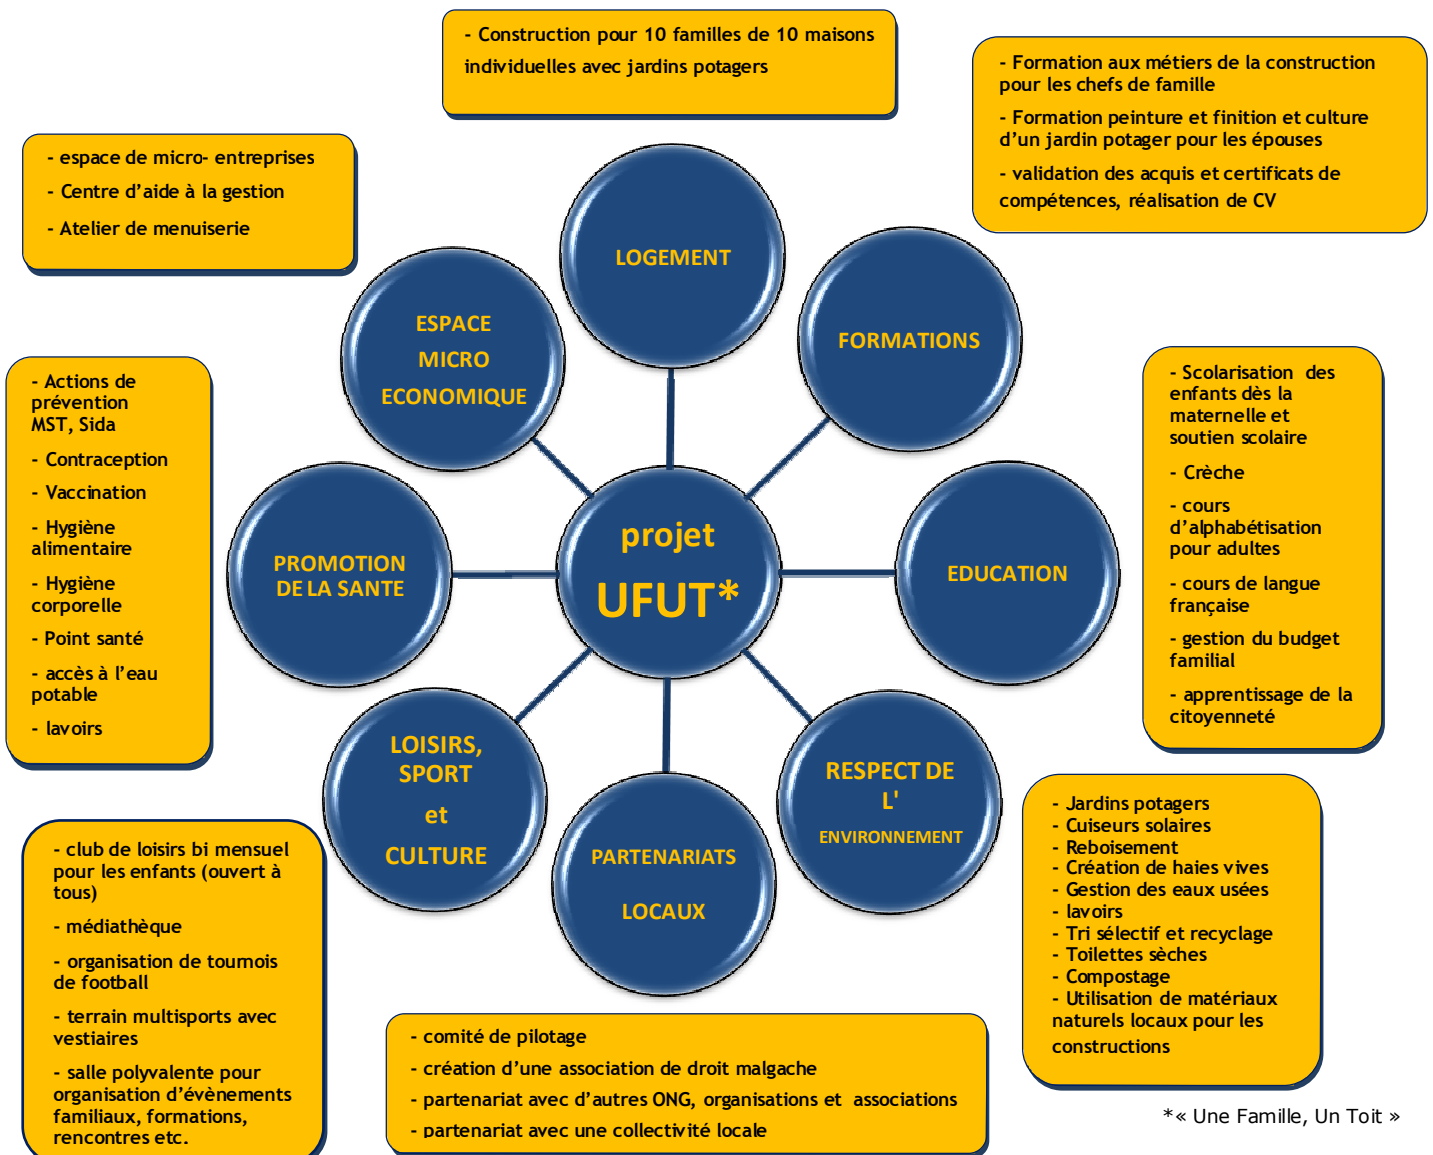 - Construction pour 10 familles de 10 maisons
individuelles avec jardins potagers
- Formation aux métiers de la construction
pour les chefs de famille
- Formation peinture et finition et culture
d'un jardin potager pour les épouses
- validation des acquis et certificats de
compétences, réalisation de CV
- espace de micro- entreprises
- Centre d'aide à la gestion
- Atelier de menuiserie
LOGEMENT
FORMATIONS
ESPACE
MICRO
ECONOMIQUE
- Actions de
prévention
MST, Sida
- Contraception
- Vaccination
- Hygiène
alimentaire
- Hygiène
corporelle
- Point santé
- accès à l'eau
potable
- lavoirs
PROMOTION
DE LA SANTE
projet
UFUT*
EDUCATION
- Scolarisation des
enfants dès la
maternelle et
soutien scolaire
- Crèche
- cours
d'alphabétisation
pour adultes
- cours de langue
française
- gestion du budget
familial
- apprentissage de la
citoyenneté
LOISIRS,
SPORT
et
CULTURE
PARTENARIATS
LOCAUX
RESPECT DE
L'
ENVIRONNEMENT
- Jardins potagers
- Cuiseurs solaires
- Reboisement
- Création de haies vives
- Gestion des eaux usées
- lavoirs
- Tri sélectif et recyclage
- Toilettes sèches
- Compostage
- Utilisation de matériaux
naturels locaux pour les
constructions
- club de loisirs bi mensuel
pour les enfants (ouvert à
tous)
- médiathèque
- organisation de tournois
de football
- terrain multisports avec
vestiaires
- salle polyvalente pour
organisation d'évènements
familiaux, formations,
rencontres etc.
- comité de pilotage
- création d'une association de droit malgache
- partenariat avec d'autres ONG, organisations et associations
- partenariat avec une collectivité locale
*« Une Famille, Un Toit »